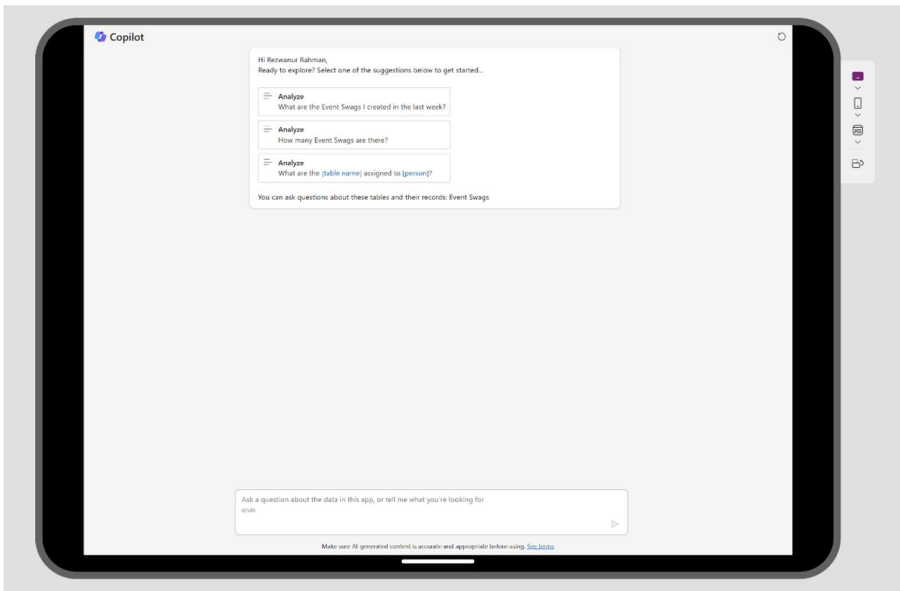 Copilot
Hi Rezwanur Rahman,
Ready to explore? Select one of the suggestions below to get started...
Analyze
What are the Event Swags I created in the last week?
Analyze
How many Event Swags are there?
Analyze
What are the [table name] assigned to [person]?
You can ask questions about these tables and their records: Event Swags
Ask a question about the data in this app, or tell me what you're looking for
Make sure AI-generated content is accurate and appropriate before using. See terms